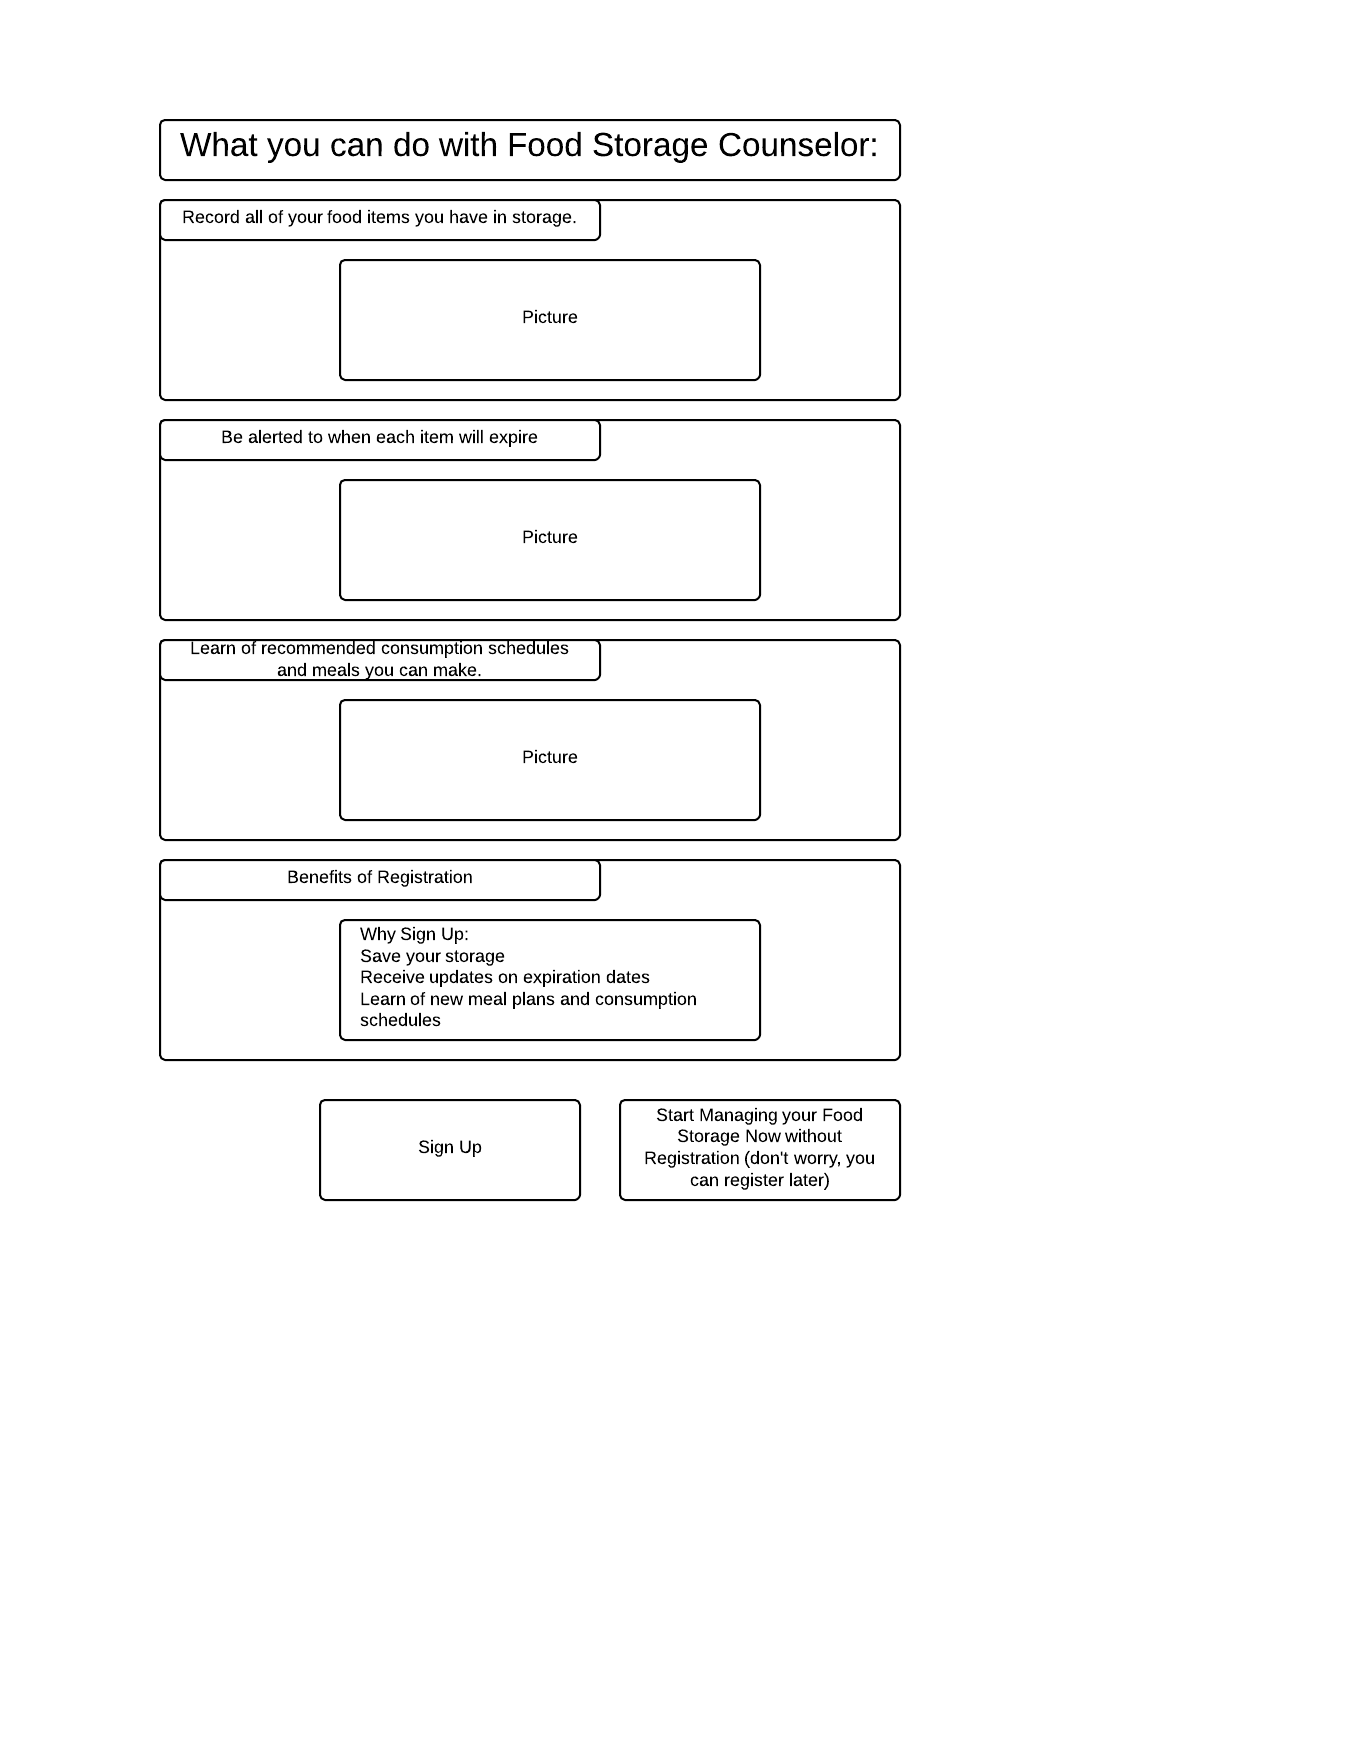 What you can do with Food Storage Counselor:
Record all of your food items you have in storage.
Picture
Be alerted to when each item will expire
Picture
Learn of recommended consumption schedules
and meals you can make.
Picture
Benefits of Registration
Why Sign Up:
Save your storage
Receive updates on expiration dates
Learn of new meal plans and consumption
schedules
Sign Up
Start Managing your Food
Storage Now without
Registration (don't worry, you
can register later)